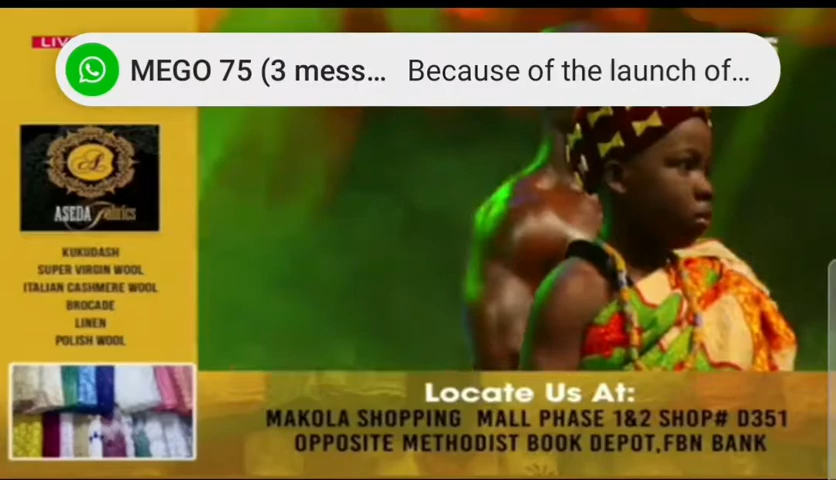 LIV
MEGO 75 (3 mess... Because of the launch of...
A
ASEDA Fabrics
KUKUDASH
SUPER VIRGIN WOOL
ITALIAN CASHMERE WOOL
BROCADE
LINEN
POLISH WOOL
Locate Us At:
MAKOLA SHOPPING MALL PHASE 1&2 SHOP# D351
OPPOSITE METHODIST BOOK DEPOT,FBN BANK